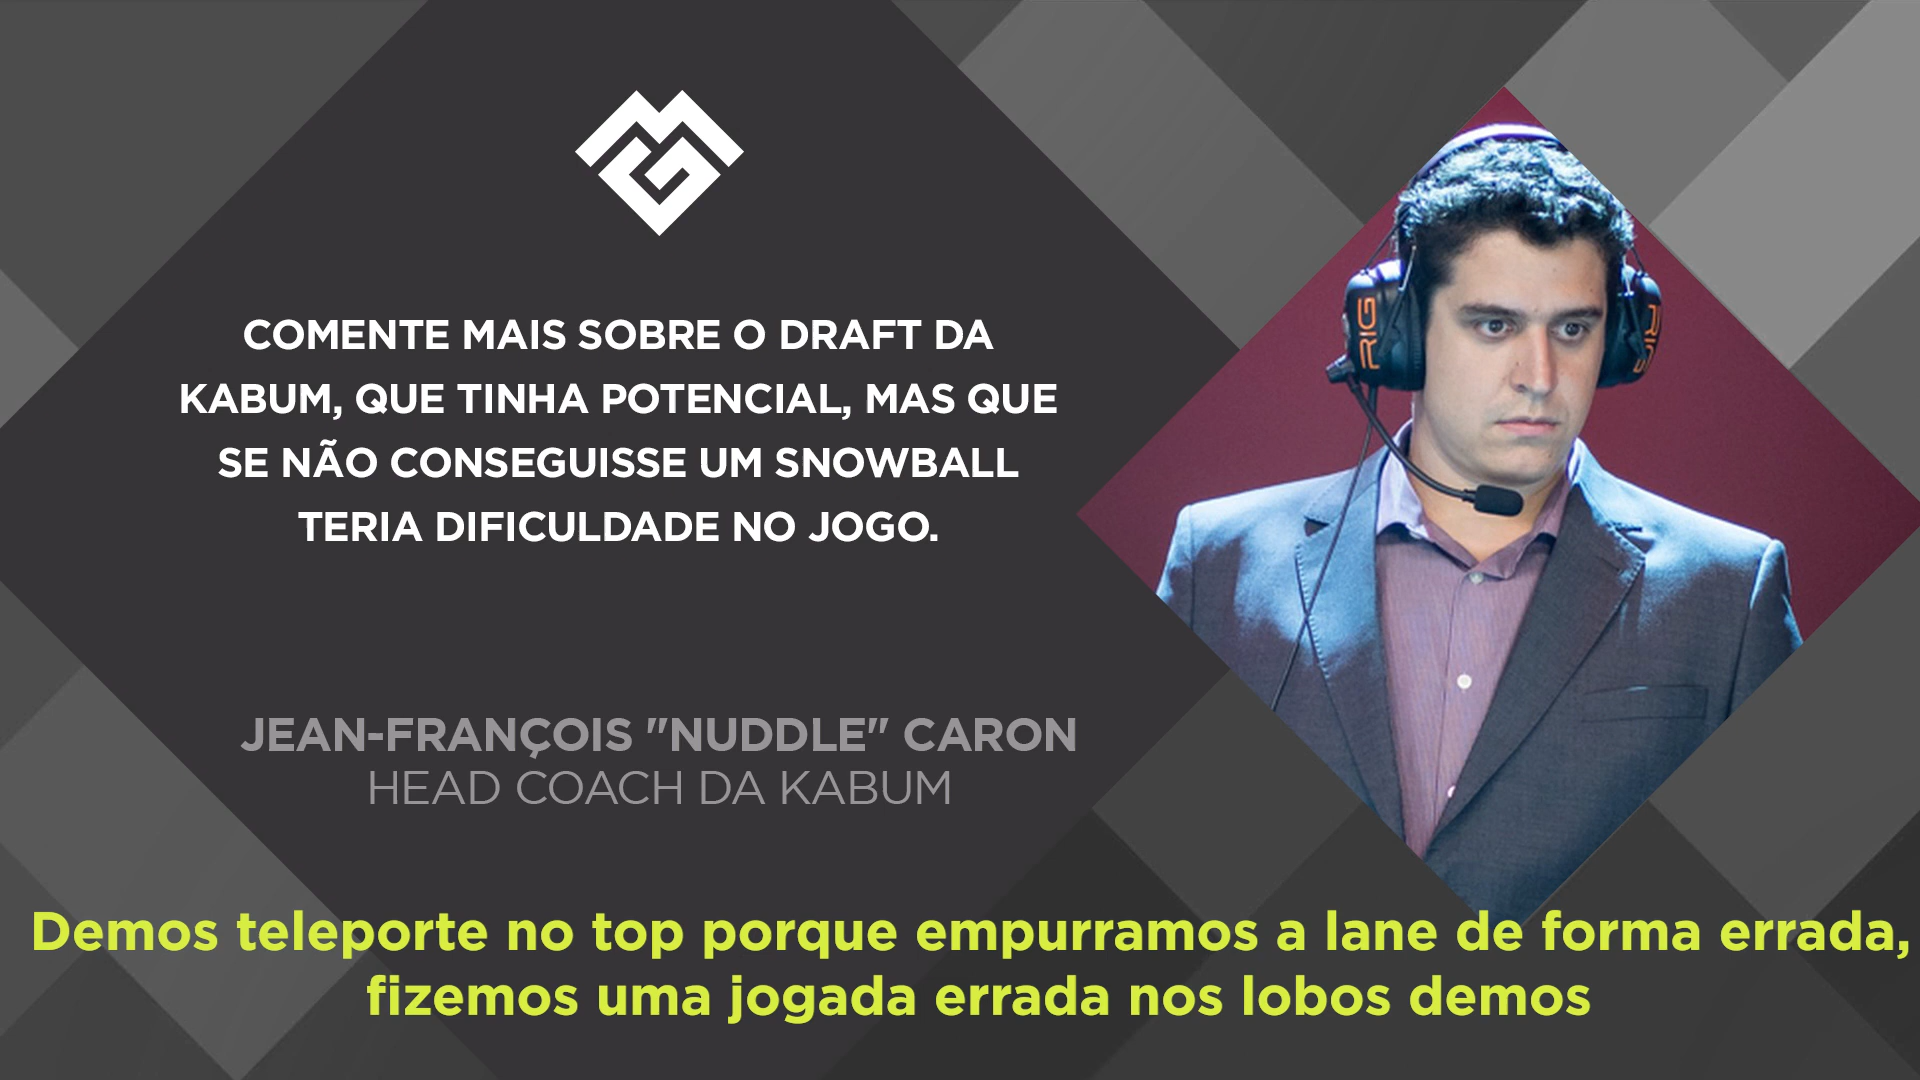 COMENTE MAIS SOBRE O DRAFT DA
KABUM, QUE TINHA POTENCIAL, MAS QUE
SE NÃO CONSEGUISSE UM SNOWBALL
TERIA DIFICULDADE NO JOGO.
RIG
RIG
JEAN-FRANÇOIS "NUDDLE" CARON
HEAD COACH DA KABUM
Demos teleporte no top porque empurramos a lane de forma errada,
fizemos uma jogada errada nos lobos demos